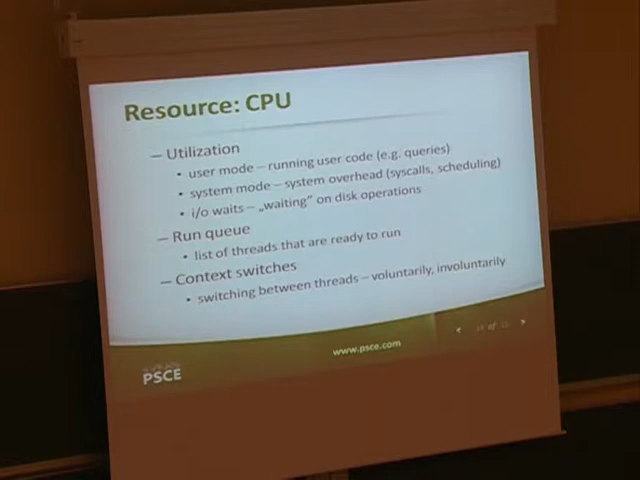 Resource: CPU
– Utilization
• user mode – running user code (e.g. queries)
• system mode – system overhead (syscalls, scheduling)
• i/o waits – „waiting” on disk operations
– Run queue
• list of threads that are ready to run
– Context switches
• switching between threads – voluntarily, involuntarily
www.psce.com
PSCE